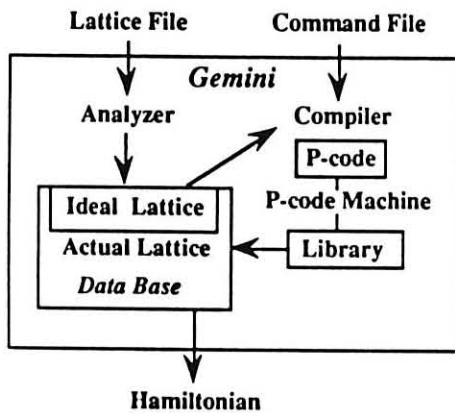 Lattice File
Command File
Gemini
Analyzer
Compiler
P-code
Ideal Lattice
P-code Machine
Actual Lattice
Library
Data Base
Hamiltonian